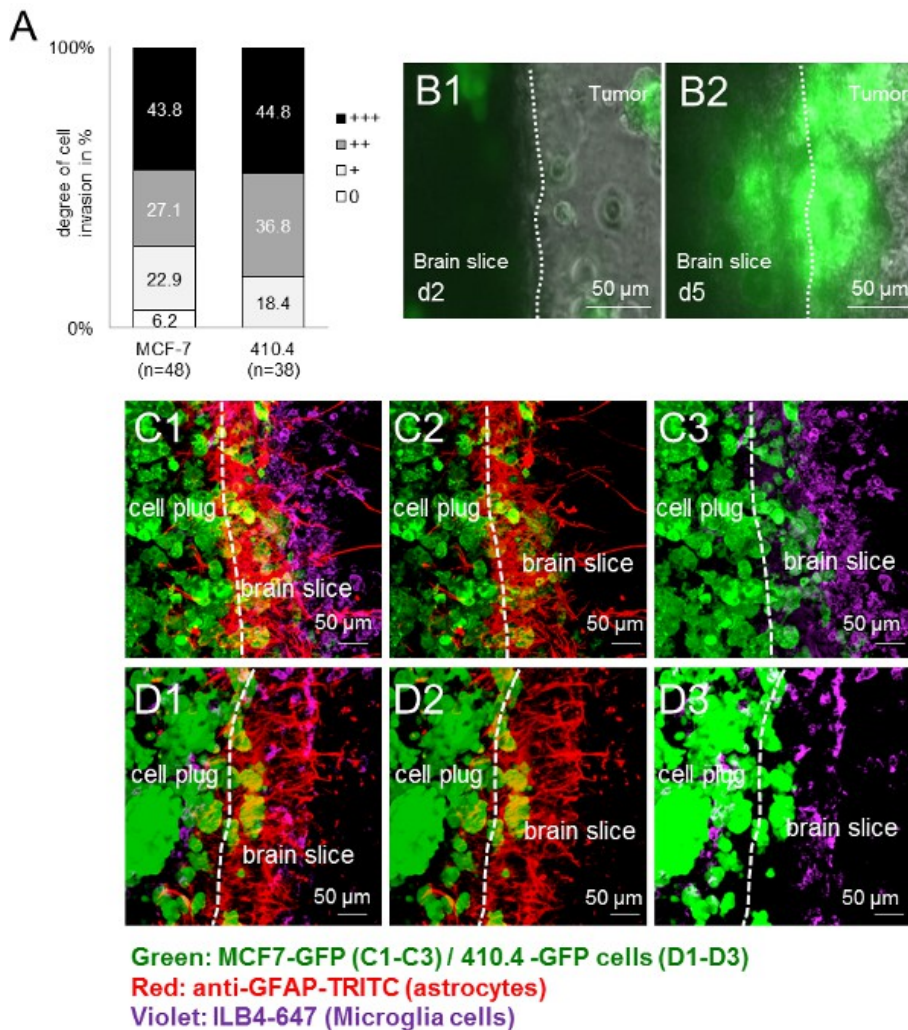 A
100%
0%
degree of cell
invasion in %
43.8
27.1
22.9
6.2
44.8
36.8
18.4
MCF-7
(n=48)
410.4
(n=38)
+++
++
+
0
B1
Tumor
Brain slice
d2
50 µm
B2
Tumor
Brain slice
d5
50 µm
C1
cell plug
brain slice
50 µm
C2
cell plug
brain slice
50 µm
C3
cell plug
brain slice
50 µm
D1
cell plug
brain slice
50 µm
D2
cell plug
brain slice
50 µm
D3
cell plug
brain slice
50 µm
Green: MCF7-GFP (C1-C3) / 410.4 -GFP cells (D1-D3)
Red: anti-GFAP-TRITC (astrocytes)
Violet: ILB4-647 (Microglia cells)